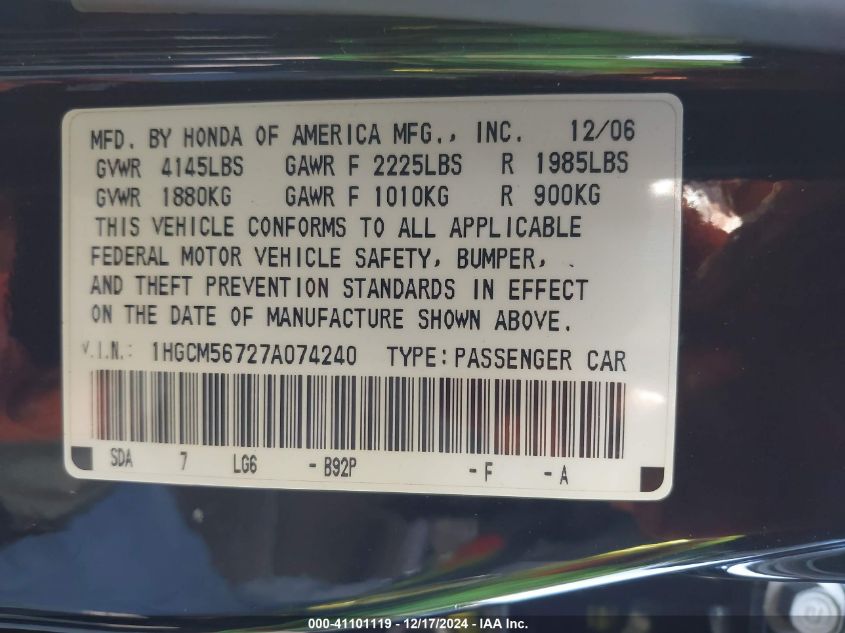 MFD. BY HONDA OF AMERICA MFG., INC. 12/06
GVWR 4145LBS GAWR F 2225LBS R 1985LBS
GVWR 1880KG GAWR F 1010KG R 900KG
THIS VEHICLE CONFORMS TO ALL APPLICABLE
FEDERAL MOTOR VEHICLE SAFETY, BUMPER,
AND THEFT PREVENTION STANDARDS IN EFFECT
ON THE DATE OF MANUFACTURE SHOWN ABOVE.
V.I.N.: 1HGCM56727A074240 TYPE: PASSENGER CAR
SDA 7 LG6 - B92P - F - A
000-41101119 - 12/17/2024 - IAA Inc.